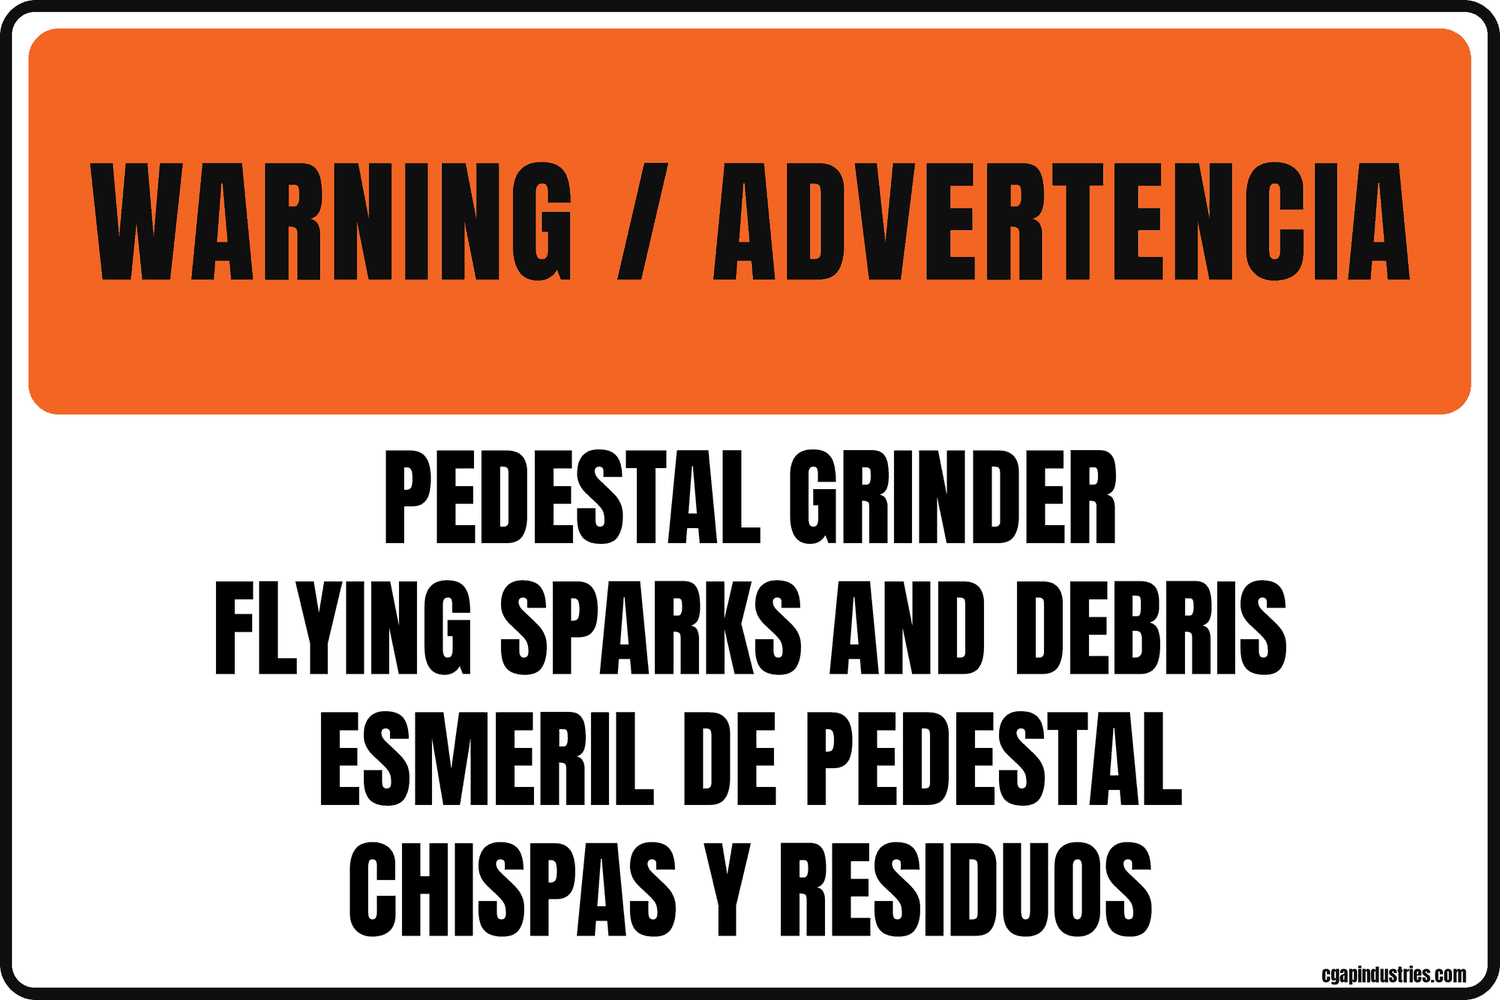 WARNING / ADVERTENCIA
PEDESTAL GRINDER
FLYING SPARKS AND DEBRIS
ESMERIL DE PEDESTAL
CHISPAS Y RESIDUOS
cgapindustries.com